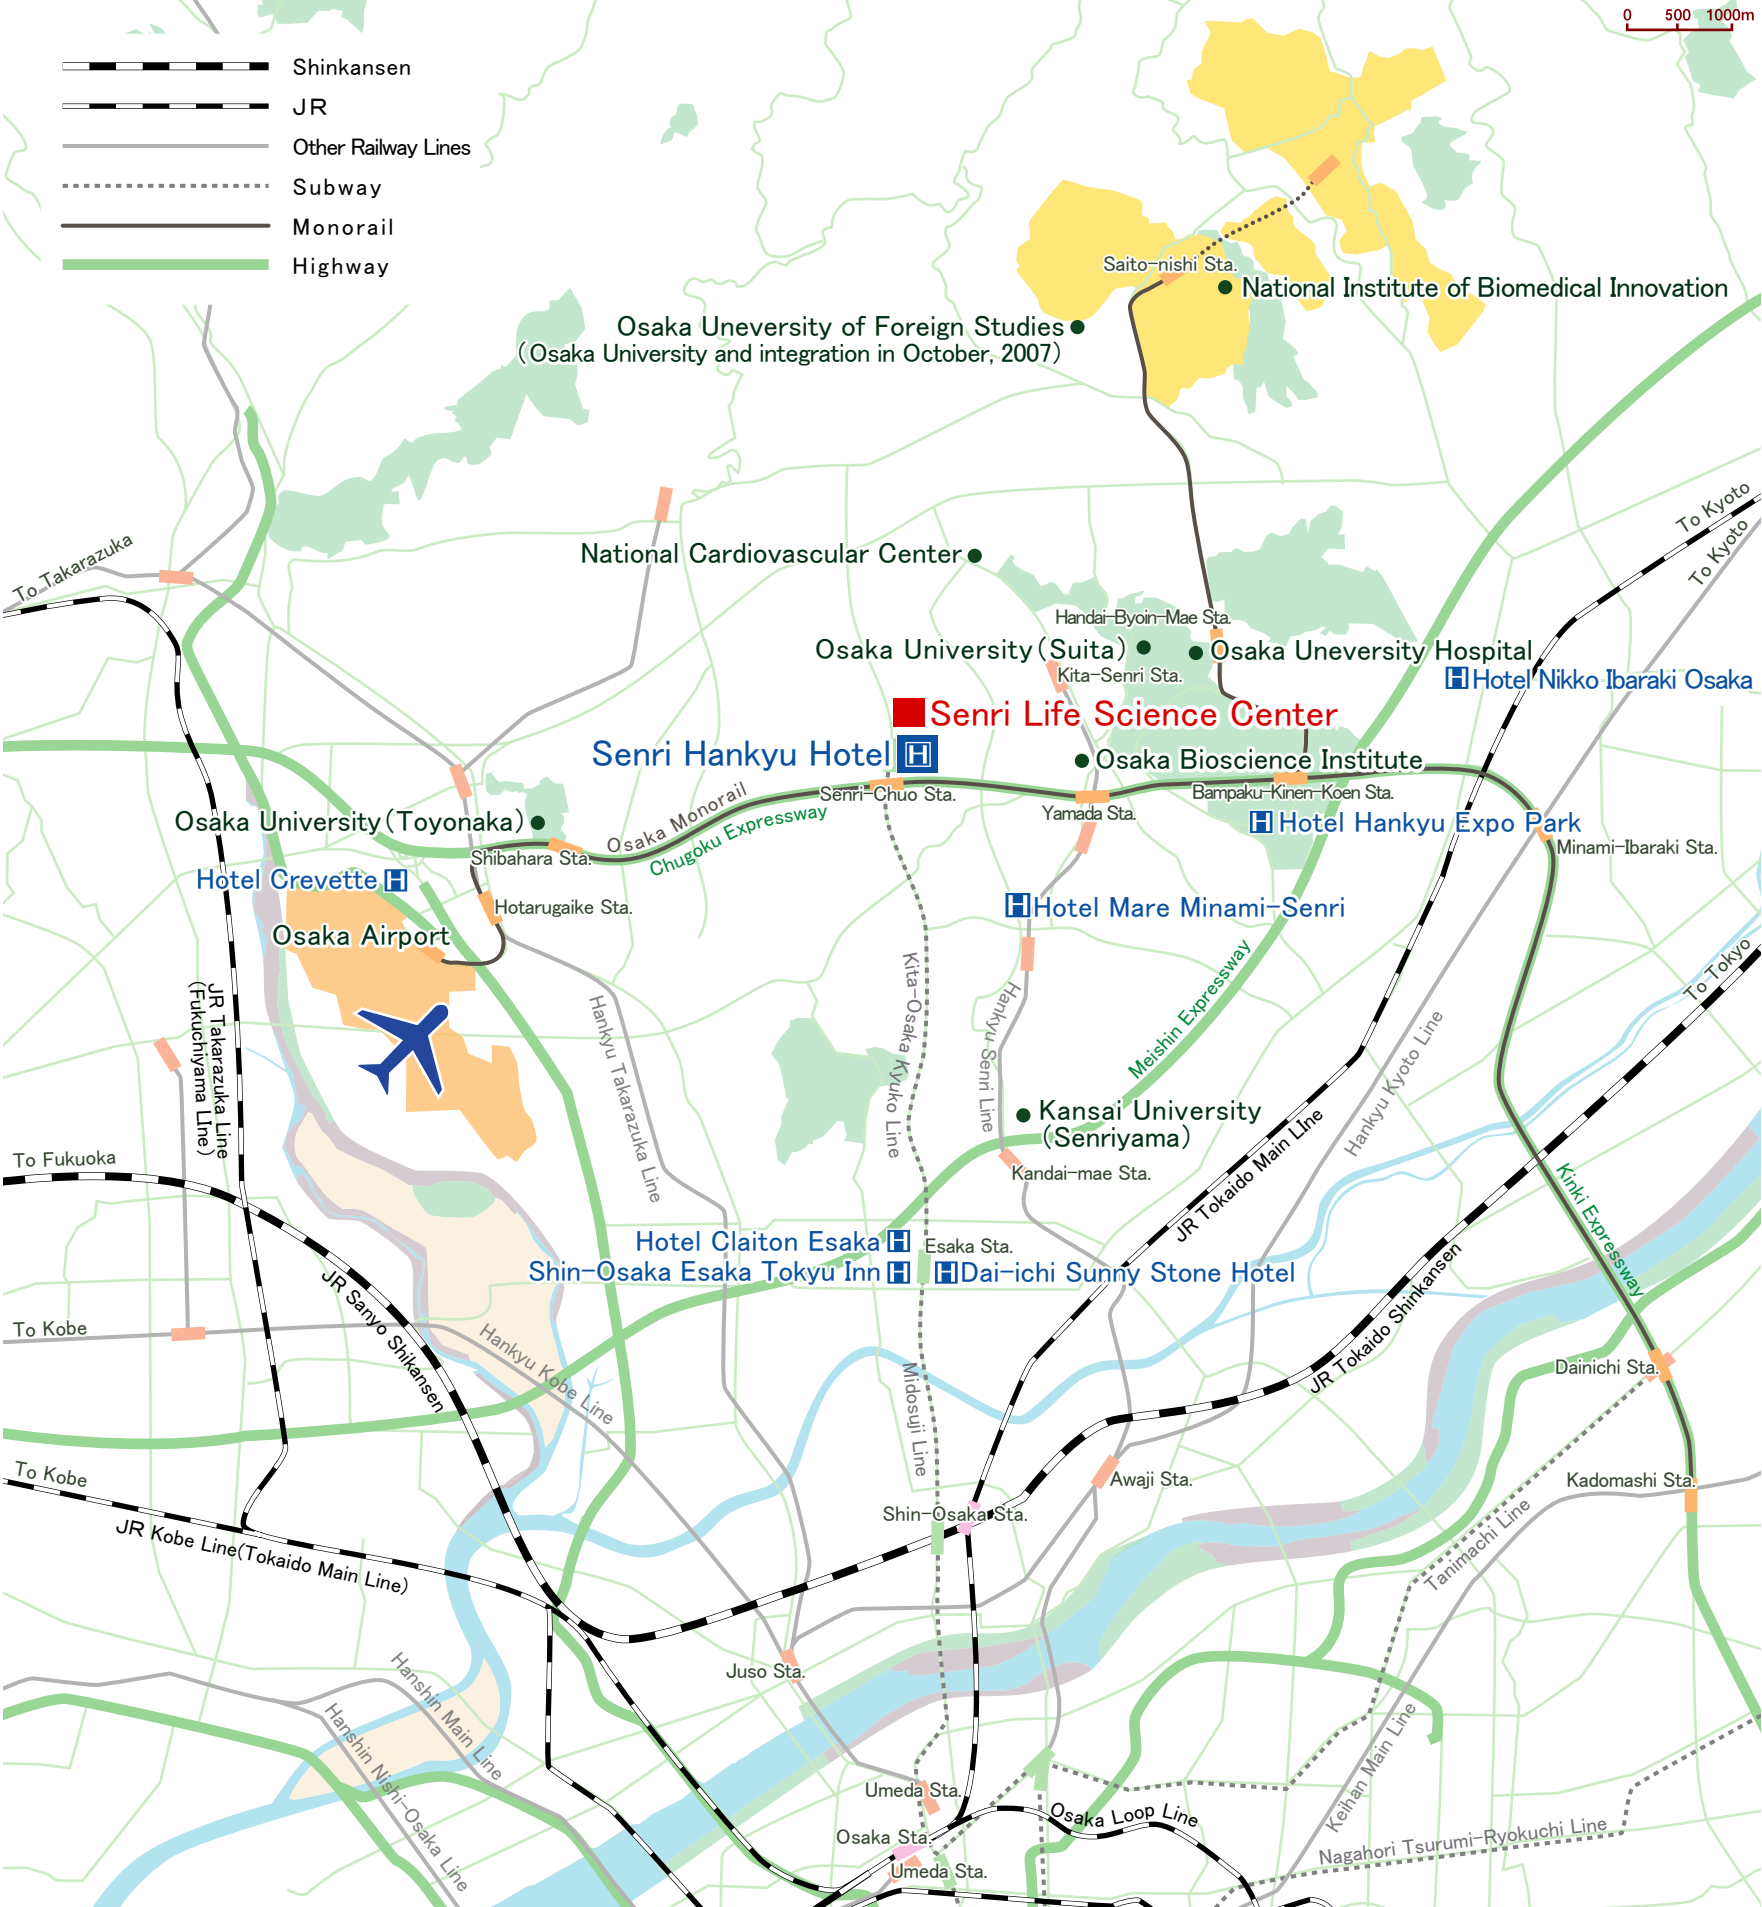 0 500 1000m
Shinkansen
JR
Other Railway Lines
Subway
Monorail
Highway
Saito-nishi Sta.
National Institute of Biomedical Innovation
Osaka Uneversity of Foreign Studies
(Osaka University and integration in October, 2007)
To Kyoto
To Kyoto
To Takarazuka
National Cardiovascular Center
Handai-Byoin-Mae Sta.
Osaka University(Suita)
Osaka Uneversity Hospital
Kita-Senri Sta.
Hotel Nikko Ibaraki Osaka
Senri Life Science Center
Senri Hankyu Hotel
Osaka Bioscience Institute
Senri-Chuo Sta.
Bampaku-Kinen-Koen Sta.
Yamada Sta.
Osaka Monorail
Chugoku Expressway
Osaka University(Toyonaka)
Hotel Hankyu Expo Park
Minami-Ibaraki Sta.
Shibahara Sta.
Hotel Crevette
Hotarugaike Sta.
Hotel Mare Minami-Senri
Osaka Airport
Meishin Expressway
To Tokyo
JR Takarazuka Line
(Fukuchiyama LIne)
Hankyu Takarazuka Line
Kita-Osaka Kyuko Line
Hankyu Senri Line
Hankyu Kyoto Line
Kansai University
(Senriyama)
JR Tokaido Main LIne
To Fukuoka
Kandai-mae Sta.
Kinki Expressway
Hotel Claiton Esaka
Esaka Sta.
Shin-Osaka Esaka Tokyu Inn
Dai-ichi Sunny Stone Hotel
JR Sanyo Shikansen
JR Tokaido Shinkansen
To Kobe
Hankyu Kobe Line
Midosuji Line
Dainichi Sta.
To Kobe
Awaji Sta.
Kadomashi Sta.
Shin-Osaka Sta.
JR Kobe Line(Tokaido Main Line)
Tanimachi Line
Juso Sta.
Hanshin Main Line
Hanshin Nishi-Osaka Line
Keihan Main Line
Umeda Sta.
Osaka Loop Line
Osaka Sta.
Nagahori Tsurumi-Ryokuchi Line
Umeda Sta.